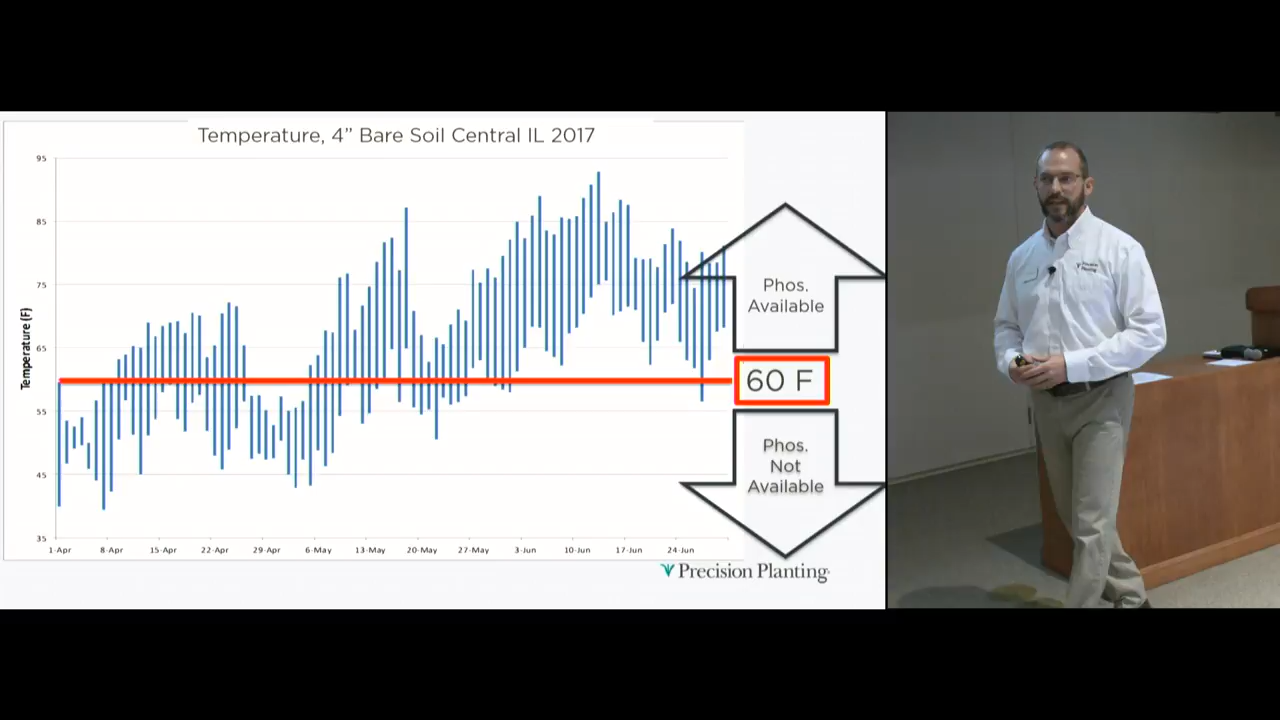 Temperature, 4” Bare Soil Central IL 2017
Temperature (F)
95
85
75
65
55
45
35
1-Apr 8-Apr 15-Apr 22-Apr 29-Apr 6-May 13-May 20-May 27-May 3-Jun 10-Jun 17-Jun 24-Jun
Phos.
Available
60 F
Phos.
Not
Available
Precision Planting
Precision
Planting